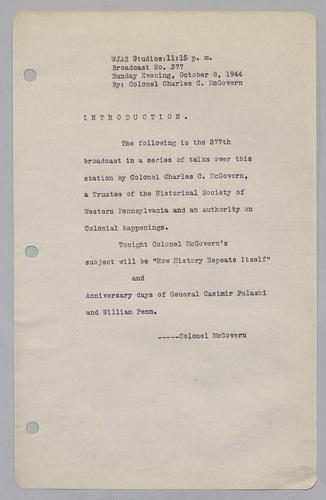 WJAS Studios:11:15 p. m.
Broadcast No. 377
Sunday Evening, October 8, 1944
By: Colonel Charles C. McGovern
I N T R O D U C T I O N .
The following is the 377th
broadcast in a series of talks over this
station by Colonel Charles C. McGovern,
a Trustee of the Historical Society of
Western Pennsylvania and an authority on
Colonial happenings.
Tonight Colonel McGovern's
subject will be "How History Repeats Itself"
and
Anniversary days of General Casimir Pulaski
and William Penn.
-----Colonel McGovern